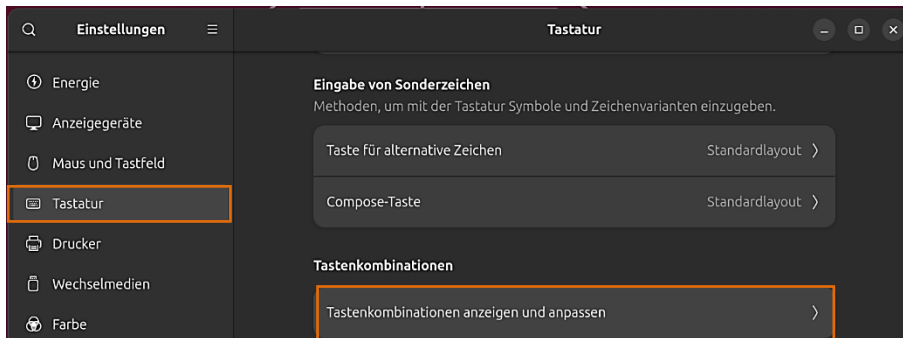 Einstellungen
Tastatur
Energie
Anzeigegeräte
Maus und Tastfeld
Tastatur
Drucker
Wechselmedien
Farbe
Eingabe von Sonderzeichen
Methoden, um mit der Tastatur Symbole und Zeichenvarianten einzugeben.
Taste für alternative Zeichen Standardlayout
Compose-Taste Standardlayout
Tastenkombinationen
Tastenkombinationen anzeigen und anpassen